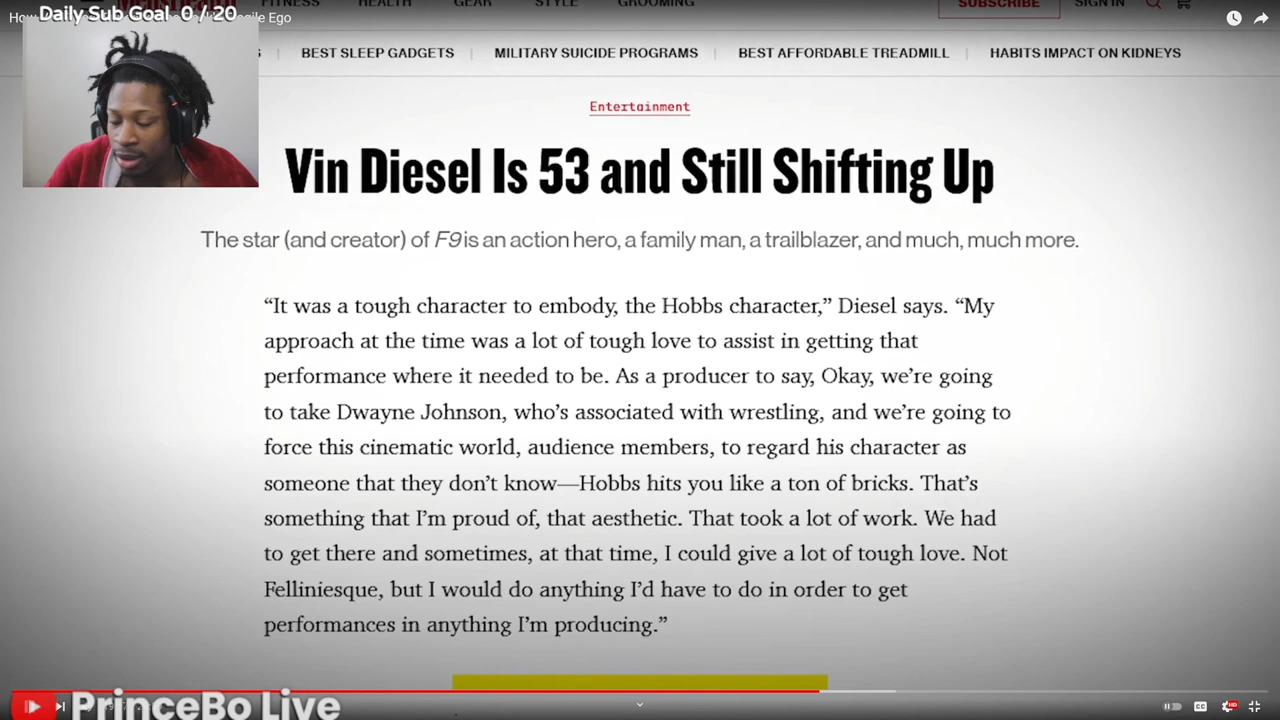 How
Daily Sub Goal 0 / 20
gile Ego
FITNESS HEALTH GEAR STYLE GROOMING
SUBSCRIBE SIGN IN
BEST SLEEP GADGETS | MILITARY SUICIDE PROGRAMS | BEST AFFORDABLE TREADMILL | HABITS IMPACT ON KIDNEYS
Entertainment
Vin Diesel Is 53 and Still Shifting Up
The star (and creator) of F9 is an action hero, a family man, a trailblazer, and much, much more.
“It was a tough character to embody, the Hobbs character,” Diesel says. “My
approach at the time was a lot of tough love to assist in getting that
performance where it needed to be. As a producer to say, Okay, we’re going
to take Dwayne Johnson, who’s associated with wrestling, and we’re going to
force this cinematic world, audience members, to regard his character as
someone that they don’t know—Hobbs hits you like a ton of bricks. That’s
something that I’m proud of, that aesthetic. That took a lot of work. We had
to get there and sometimes, at that time, I could give a lot of tough love. Not
Felliniesque, but I would do anything I’d have to do in order to get
performances in anything I’m producing.”
PrinceBo Live
CC
HD